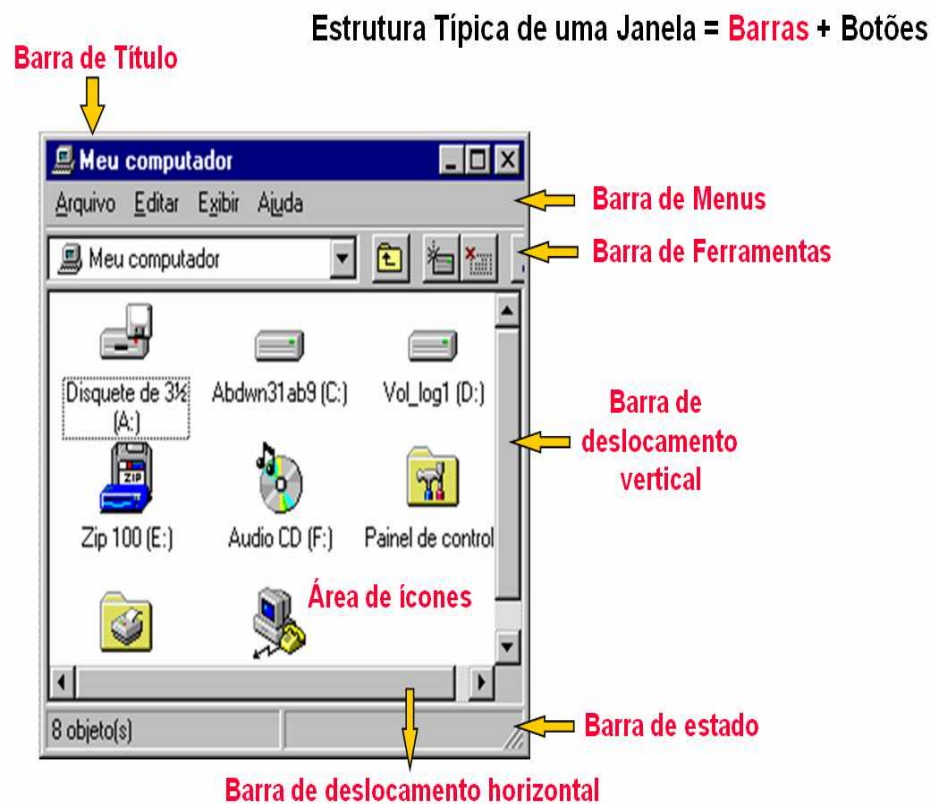 Estrutura Típica de uma Janela = Barras + Botões
Barra de Título
Meu computador
Arquivo Editar Exibir Ajuda
Barra de Menus
Meu computador
Barra de Ferramentas
Disquete de 3½ (A:)
Abdwn31ab9 (C:)
Vol_log1 (D:)
Barra de
deslocamento
vertical
ZIP
Zip 100 (E:)
Audio CD (F:)
Painel de control
Área de ícones
8 objeto(s)
Barra de estado
Barra de deslocamento horizontal